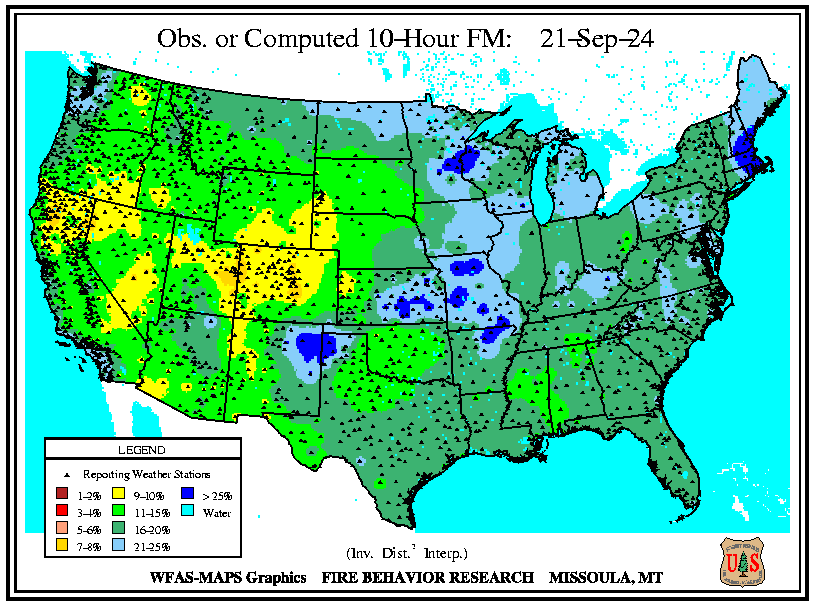 Obs. or Computed 10-Hour FM: 21-Sep-24
LEGEND
Reporting Weather Stations
1-2% 9-10% > 25%
3-4% 11-15% Water
5-6% 16-20%
7-8% 21-25%
(Inv. Dist.² Interp.)
WFAS-MAPS Graphics FIRE BEHAVIOR RESEARCH MISSOULA, MT
U S